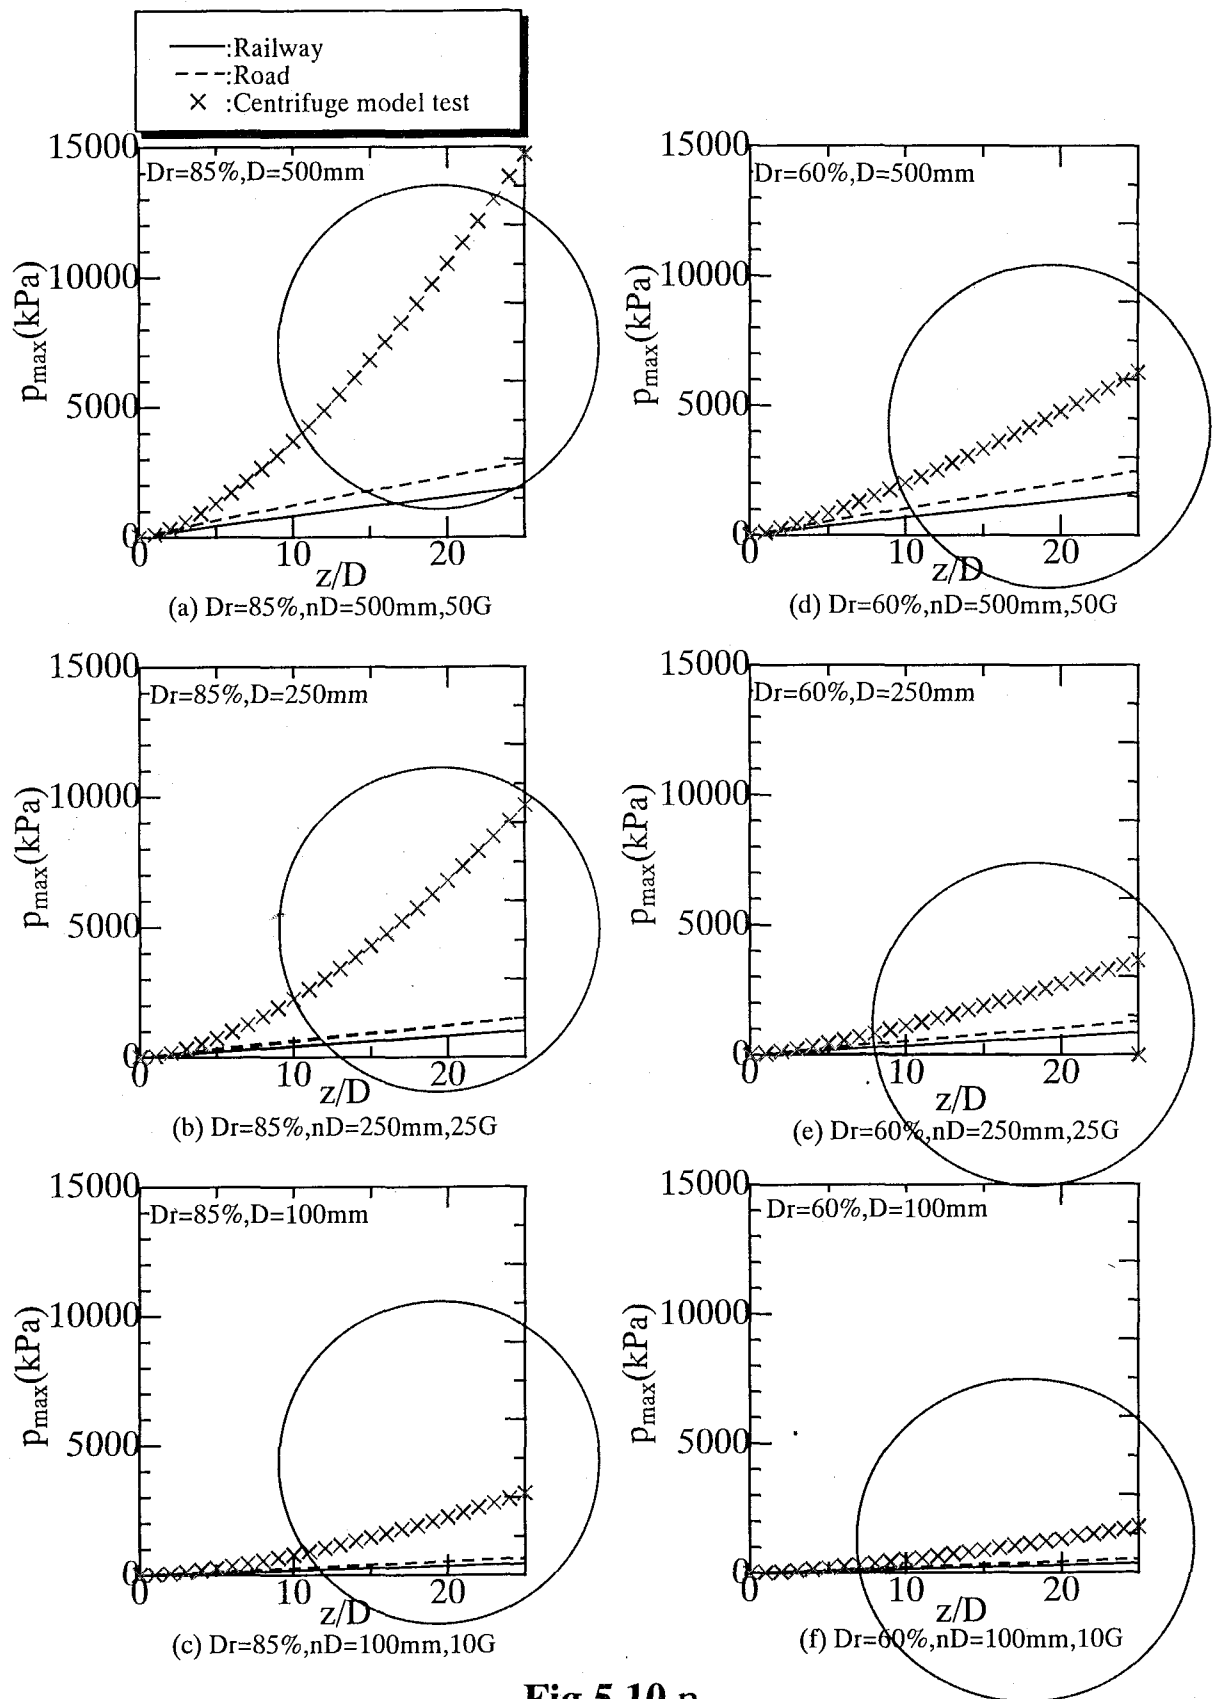 :Railway
:Road
× :Centrifuge model test
15000
10000
5000
0
pmax(kPa)
Dr=85%,D=500mm
0 10 20
z/D
(a) Dr=85%,nD=500mm,50G
15000
10000
5000
0
pmax(kPa)
Dr=60%,D=500mm
0 10 20
z/D
(d) Dr=60%,nD=500mm,50G
15000
10000
5000
0
pmax(kPa)
Dr=85%,D=250mm
0 10 20
z/D
(b) Dr=85%,nD=250mm,25G
15000
10000
5000
0
pmax(kPa)
Dr=60%,D=250mm
0 10 20
z/D
(e) Dr=60%,nD=250mm,25G
15000
10000
5000
0
pmax(kPa)
Dr=85%,D=100mm
0 10 20
z/D
(c) Dr=85%,nD=100mm,10G
15000
10000
5000
0
pmax(kPa)
Dr=60%,D=100mm
0 10 20
z/D
(f) Dr=60%,nD=100mm,10G
Fig.5.10